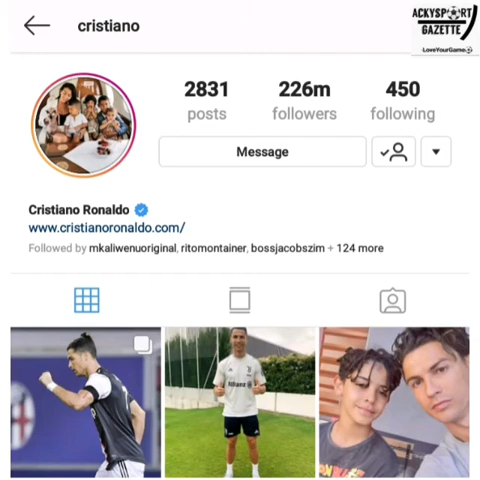 cristiano
ACKYSPORT
GAZETTE
LoveYourGame
2831
226m
450
posts
followers
following
Message
Cristiano Ronaldo
www.cristianoronaldo.com/
Followed by mkaliwenuoriginal, ritomontainer, bossjacobszim + 124 more
Allianz